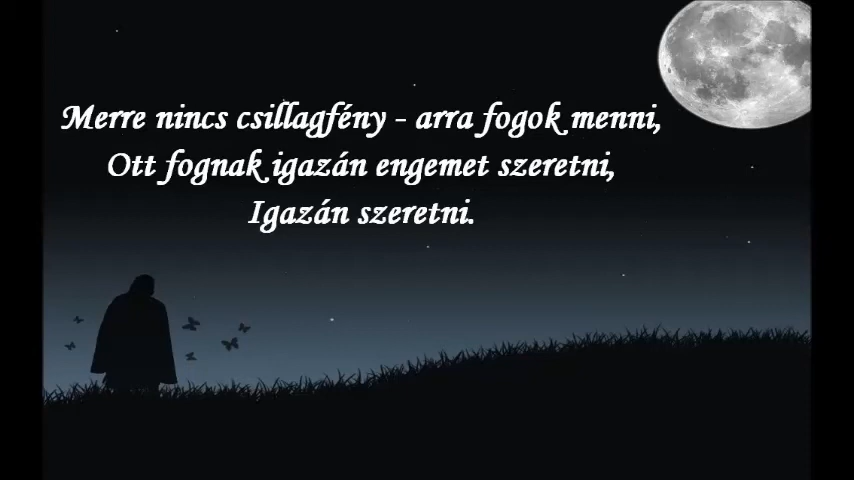 Merre nincs csillagfény - arra fogok menni,
Ott fognak igazán engemet szeretni,
Igazán szeretni.